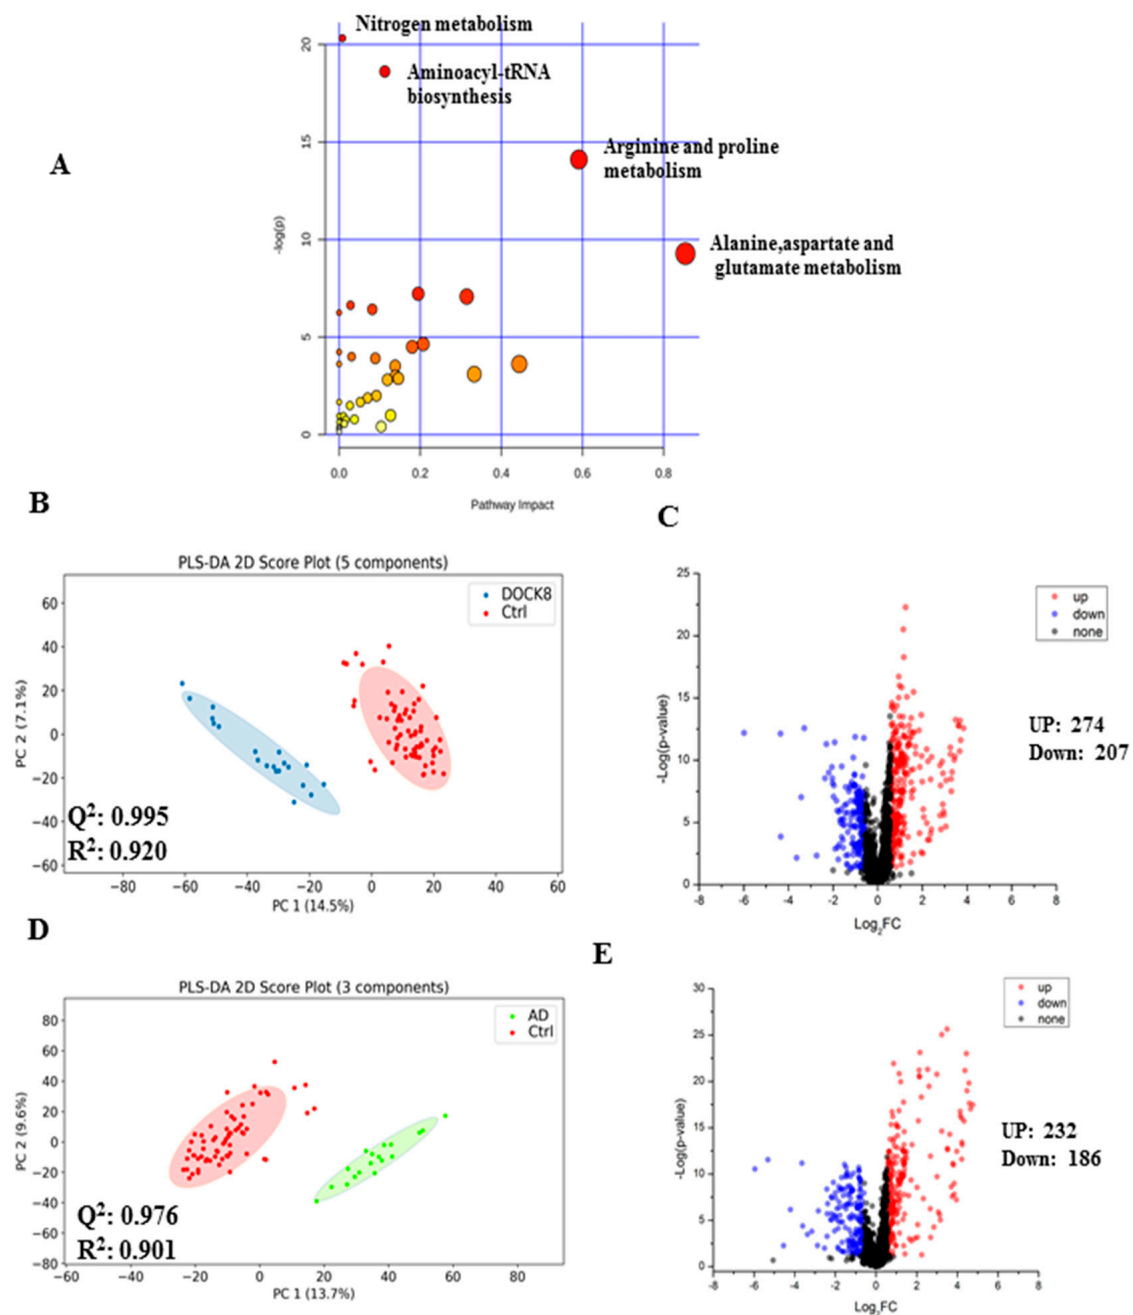 Nitrogen metabolism
Aminoacyl-tRNA
biosynthesis
Arginine and proline
metabolism
Alanine,aspartate and
glutamate metabolism
A
-log(p)
20
15
10
5
0
0.0 0.2 0.4 0.6 0.8
Pathway Impact
B
PLS-DA 2D Score Plot (5 components)
DOCK8
Ctrl
PC 2 (7.1%)
60
40
20
0
−20
−40
−60
Q2: 0.995
R2: 0.920
−80 −60 −40 −20 0 20 40 60
PC 1 (14.5%)
C
-Log(p-value)
25
20
15
10
5
0
up
down
none
UP: 274
Down: 207
-8 -6 -4 -2 0 2 4 6 8
Log2FC
D
PLS-DA 2D Score Plot (3 components)
AD
Ctrl
PC 2 (9.6%)
80
60
40
20
0
−20
−40
−60
−80
Q2: 0.976
R2: 0.901
−60 −40 −20 0 20 40 60 80
PC 1 (13.7%)
E
-Log(p-value)
30
25
20
15
10
5
0
up
down
none
UP: 232
Down: 186
-8 -6 -4 -2 0 2 4 6 8
Log2FC